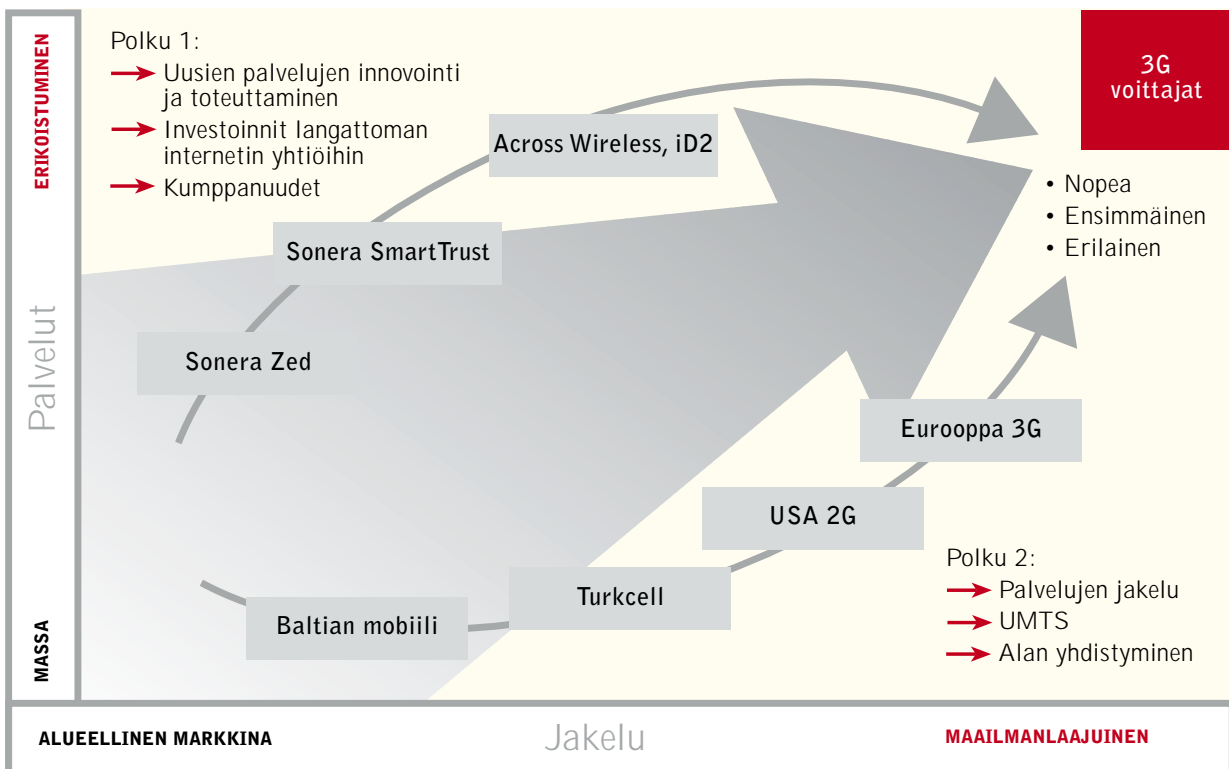 ERIKOISTUMINEN
Palvelut
MASSA
Polku 1:
Uusien palvelujen innovointi
ja toteuttaminen
Investoinnit langattoman
internetin yhtiöihin
Kumppanuudet
3G
voittajat
• Nopea
• Ensimmäinen
• Erilainen
Across Wireless, iD2
Sonera SmartTrust
Sonera Zed
Eurooppa 3G
USA 2G
Turkcell
Baltian mobiili
Polku 2:
Palvelujen jakelu
UMTS
Alan yhdistyminen
ALUEELLINEN MARKKINA
Jakelu
MAAILMANLAAJUINEN